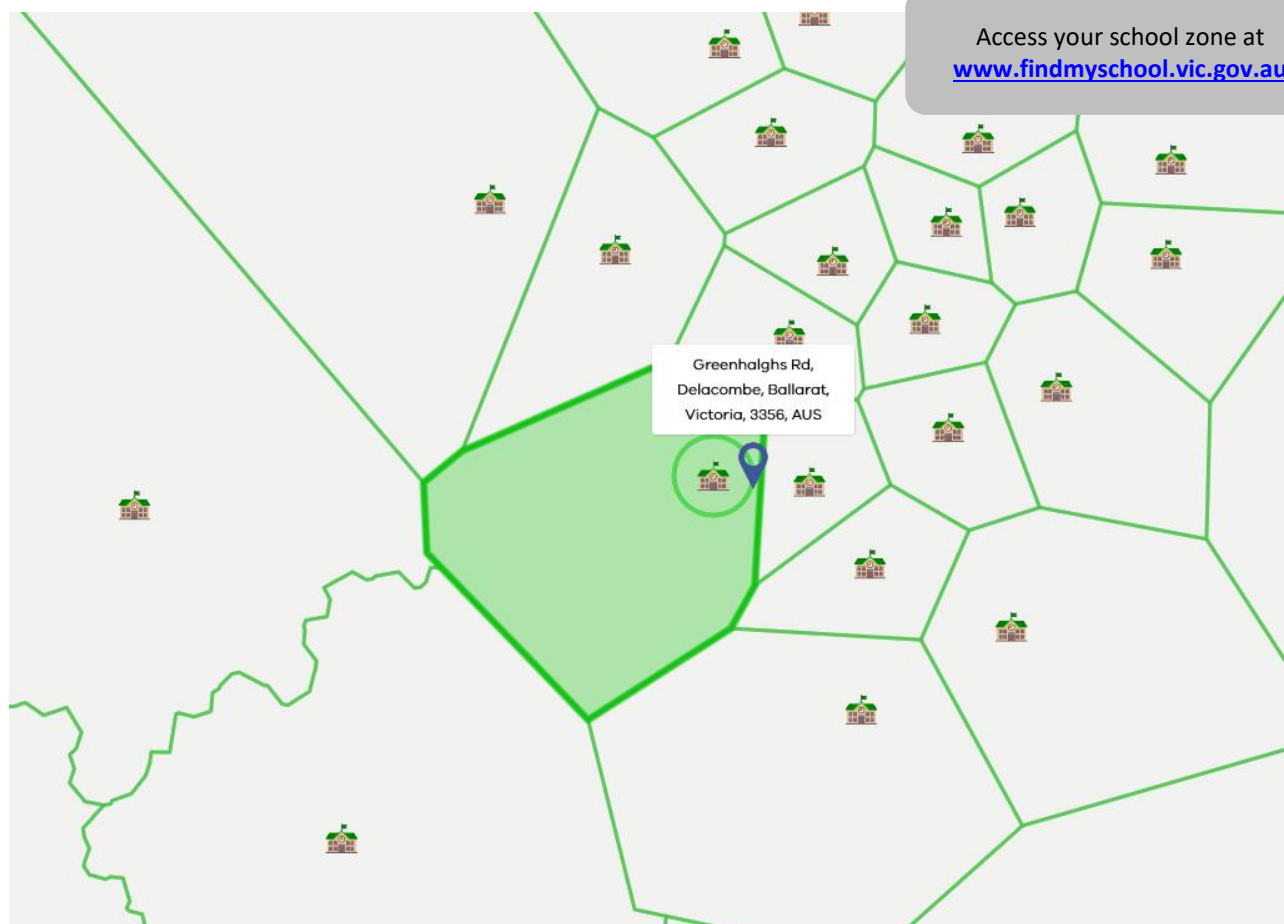 Access your school zone at
www.findmyschool.vic.gov.au
Greenhalghs Rd,
Delacombe, Ballarat,
Victoria, 3356, AUS